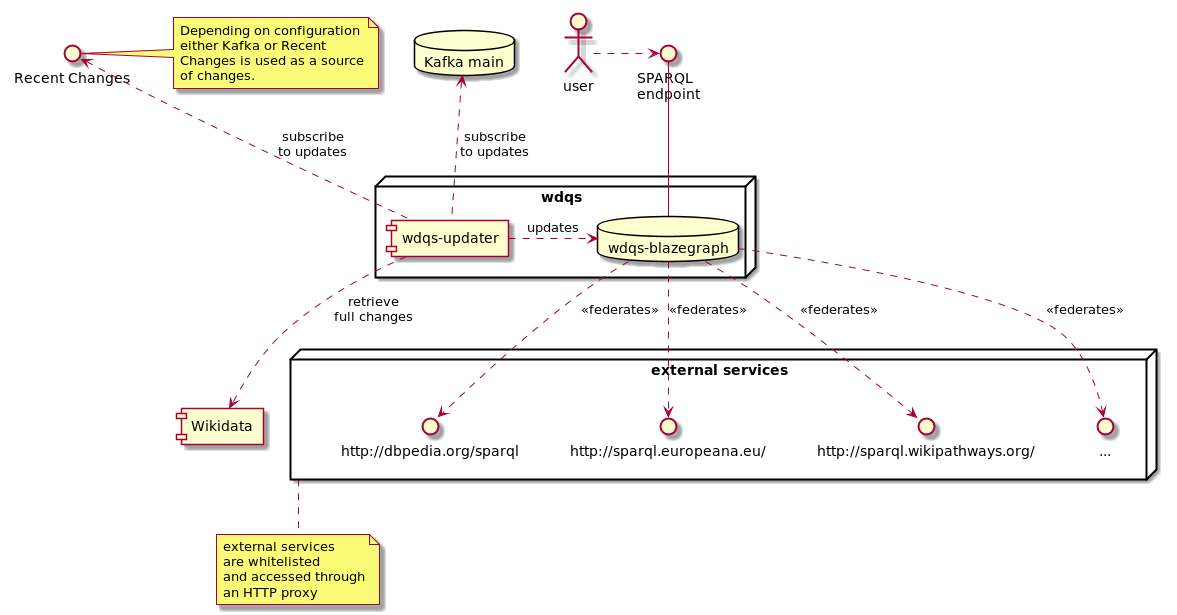 Depending on configuration
either Kafka or Recent
Changes is used as a source
of changes.
Recent Changes
Kafka main
user
SPARQL
endpoint
subscribe
to updates
subscribe
to updates
wdqs
wdqs-updater
updates
wdqs-blazegraph
retrieve
full changes
«federates»
«federates»
«federates»
«federates»
external services
Wikidata
http://dbpedia.org/sparql
http://sparql.europeana.eu/
http://sparql.wikipathways.org/
...
external services
are whitelisted
and accessed through
an HTTP proxy